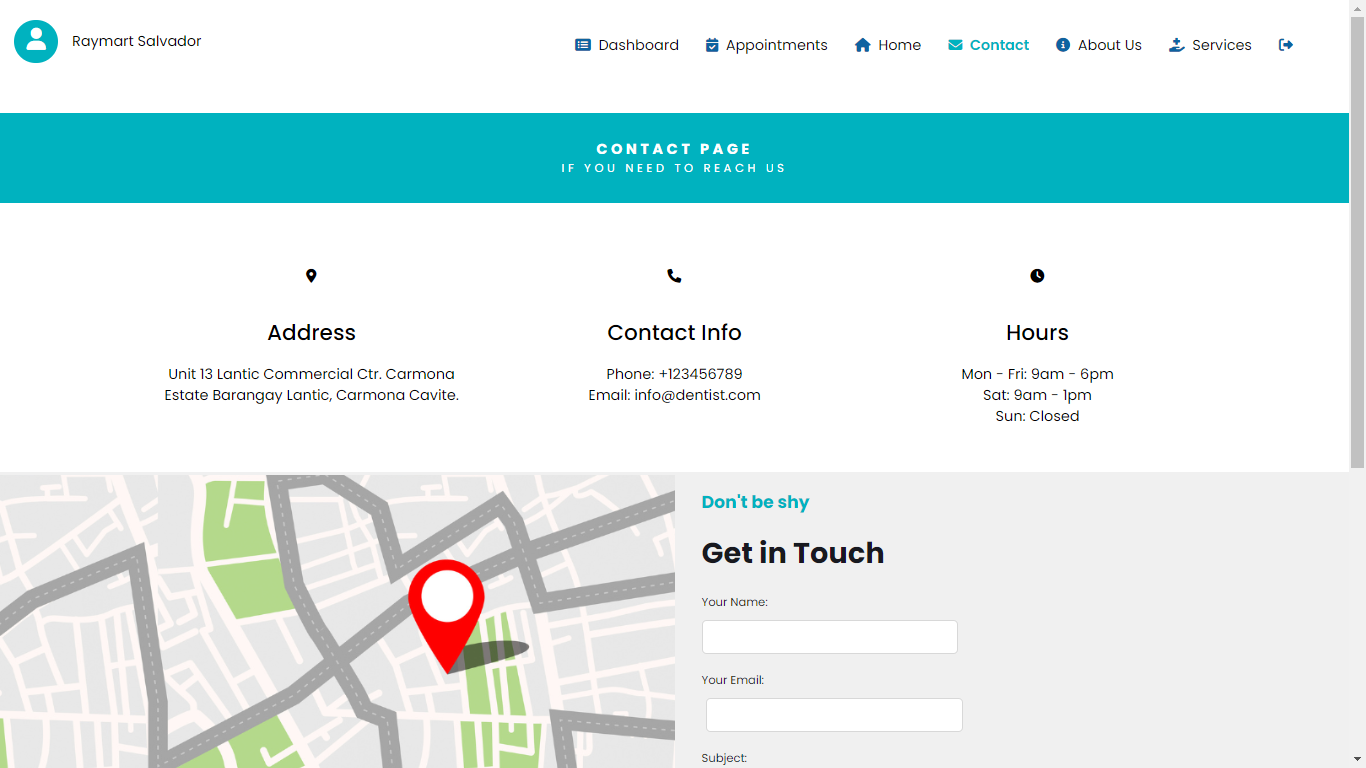 Raymart Salvador
Dashboard
Appointments
Home
Contact
About Us
Services
CONTACT PAGE
IF YOU NEED TO REACH US
Address
Unit 13 Lantic Commercial Ctr. Carmona
Estate Barangay Lantic, Carmona Cavite.
Contact Info
Phone: +123456789
Email: info@dentist.com
Hours
Mon - Fri: 9am - 6pm
Sat: 9am - 1pm
Sun: Closed
Don't be shy
Get in Touch
Your Name:
Your Email:
Subject: